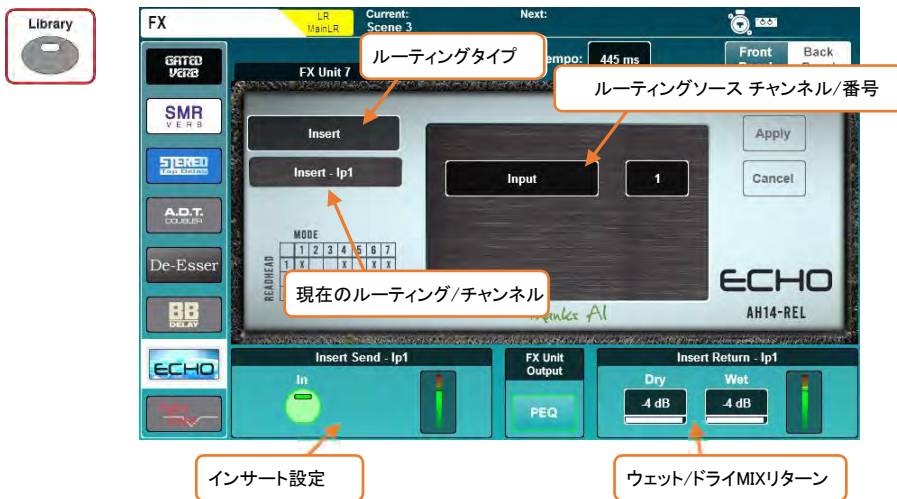 Library
FX
LR
MainLR
Current:
Scene 3
Next:
GATED
VERB
SMR
VERB
STEREO
Tap Delay
A.D.T.
DOUBLER
De-Esser
BB
DELAY
ECHO
FX Unit 7
ルーティングタイプ
445 ms
Front
Back
ルーティングソース チャンネル/番号
Insert
Insert - Ip1
Input
1
Apply
Cancel
MODE
1 2 3 4 5 6 7
READHEAD
1 X X X X
現在のルーティング/チャンネル
ECHO
AH14-REL
Insert Send - Ip1
In
FX Unit
Output
PEQ
Insert Return - Ip1
Dry
Wet
-4 dB
-4 dB
インサート設定
ウェット/ドライMIXリターン